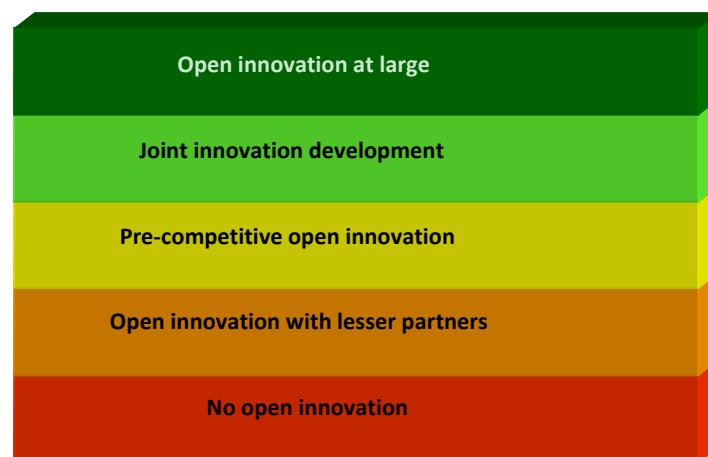 Open innovation at large
Joint innovation development
Pre-competitive open innovation
Open innovation with lesser partners
No open innovation